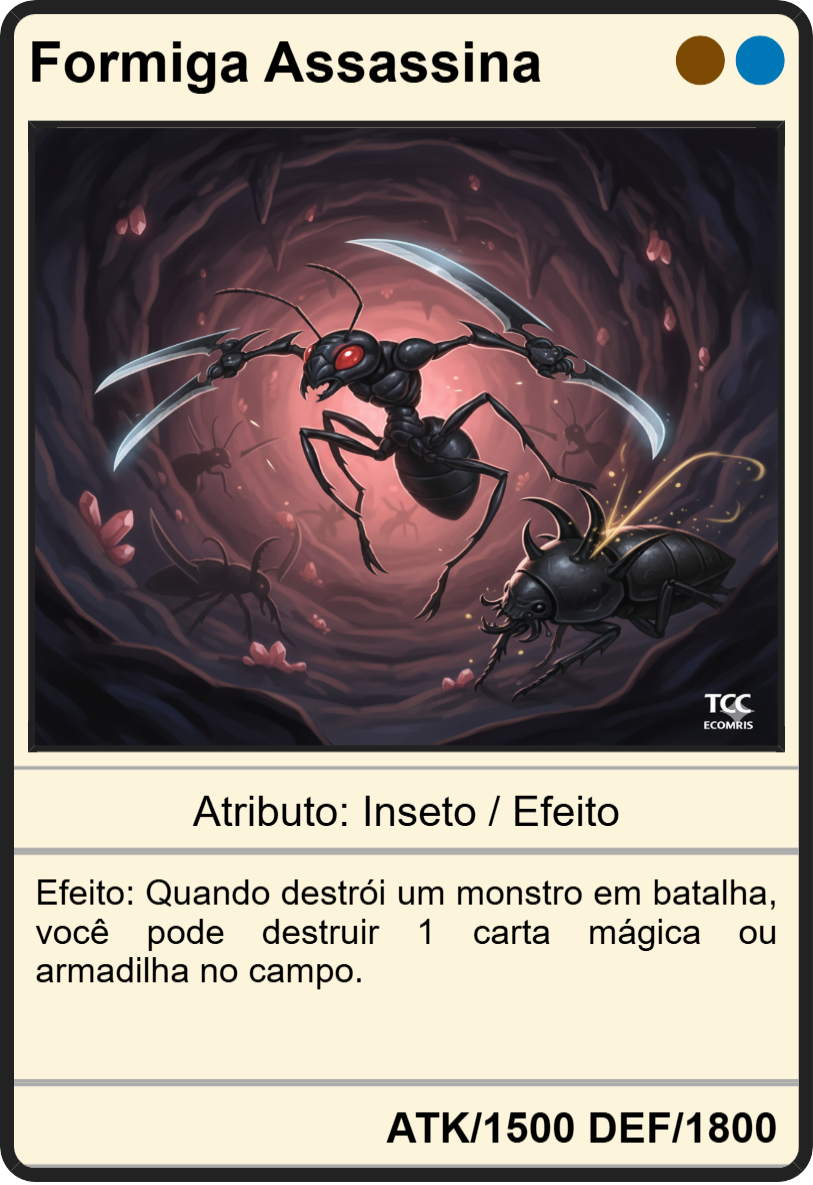 Formiga Assassina
TCC
ECOMRIS
Atributo: Inseto / Efeito
Efeito: Quando destrói um monstro em batalha,
você pode destruir 1 carta mágica ou
armadilha no campo.
ATK/1500 DEF/1800